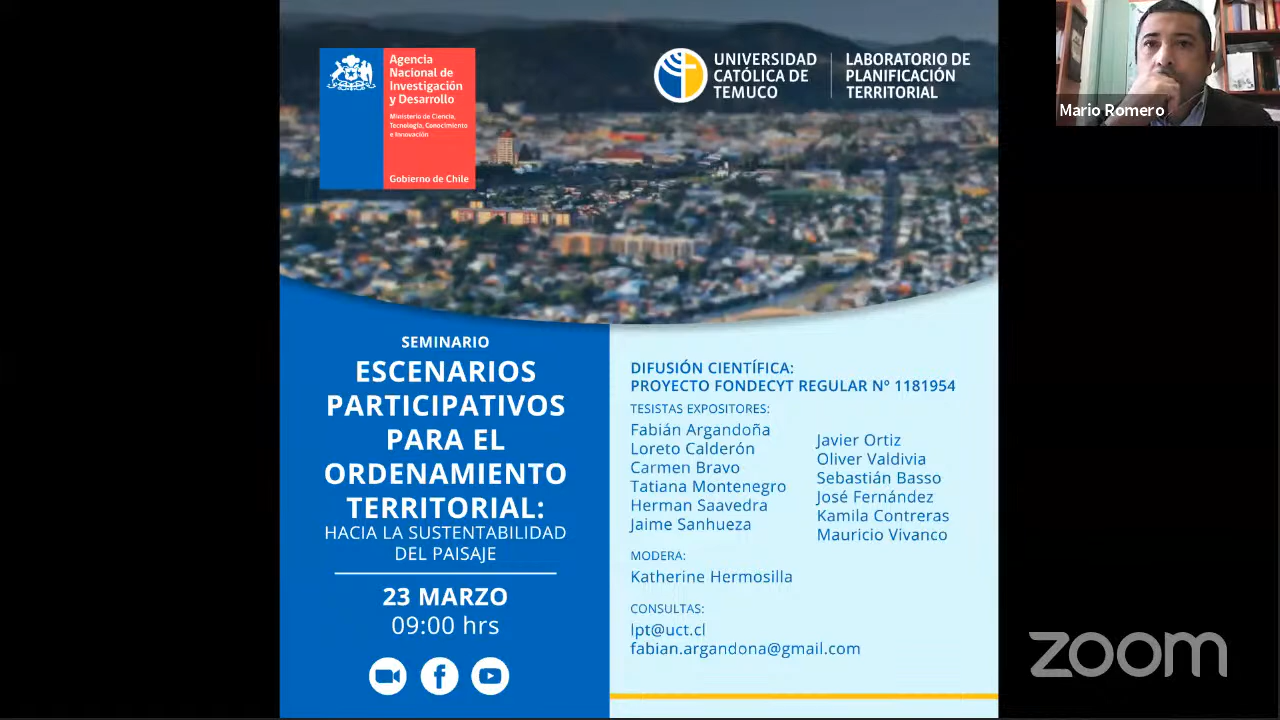 Agencia
Nacional de
Investigación
y Desarrollo
Ministerio de Ciencia,
Tecnología, Conocimiento
e Innovación
Gobierno de Chile
UNIVERSIDAD
CATÓLICA DE
TEMUCO
LABORATORIO DE
PLANIFICACIÓN
TERRITORIAL
Mario Romero
SEMINARIO
ESCENARIOS
PARTICIPATIVOS
PARA EL
ORDENAMIENTO
TERRITORIAL:
HACIA LA SUSTENTABILIDAD
DEL PAISAJE
23 MARZO
09:00 hrs
DIFUSIÓN CIENTÍFICA:
PROYECTO FONDECYT REGULAR Nº 1181954
TESISTAS EXPOSITORES:
Fabián Argandoña
Loreto Calderón
Carmen Bravo
Tatiana Montenegro
Herman Saavedra
Jaime Sanhueza
Javier Ortiz
Oliver Valdivia
Sebastián Basso
José Fernández
Kamila Contreras
Mauricio Vivanco
MODERA:
Katherine Hermosilla
CONSULTAS:
lpt@uct.cl
fabian.argandona@gmail.com
zoom